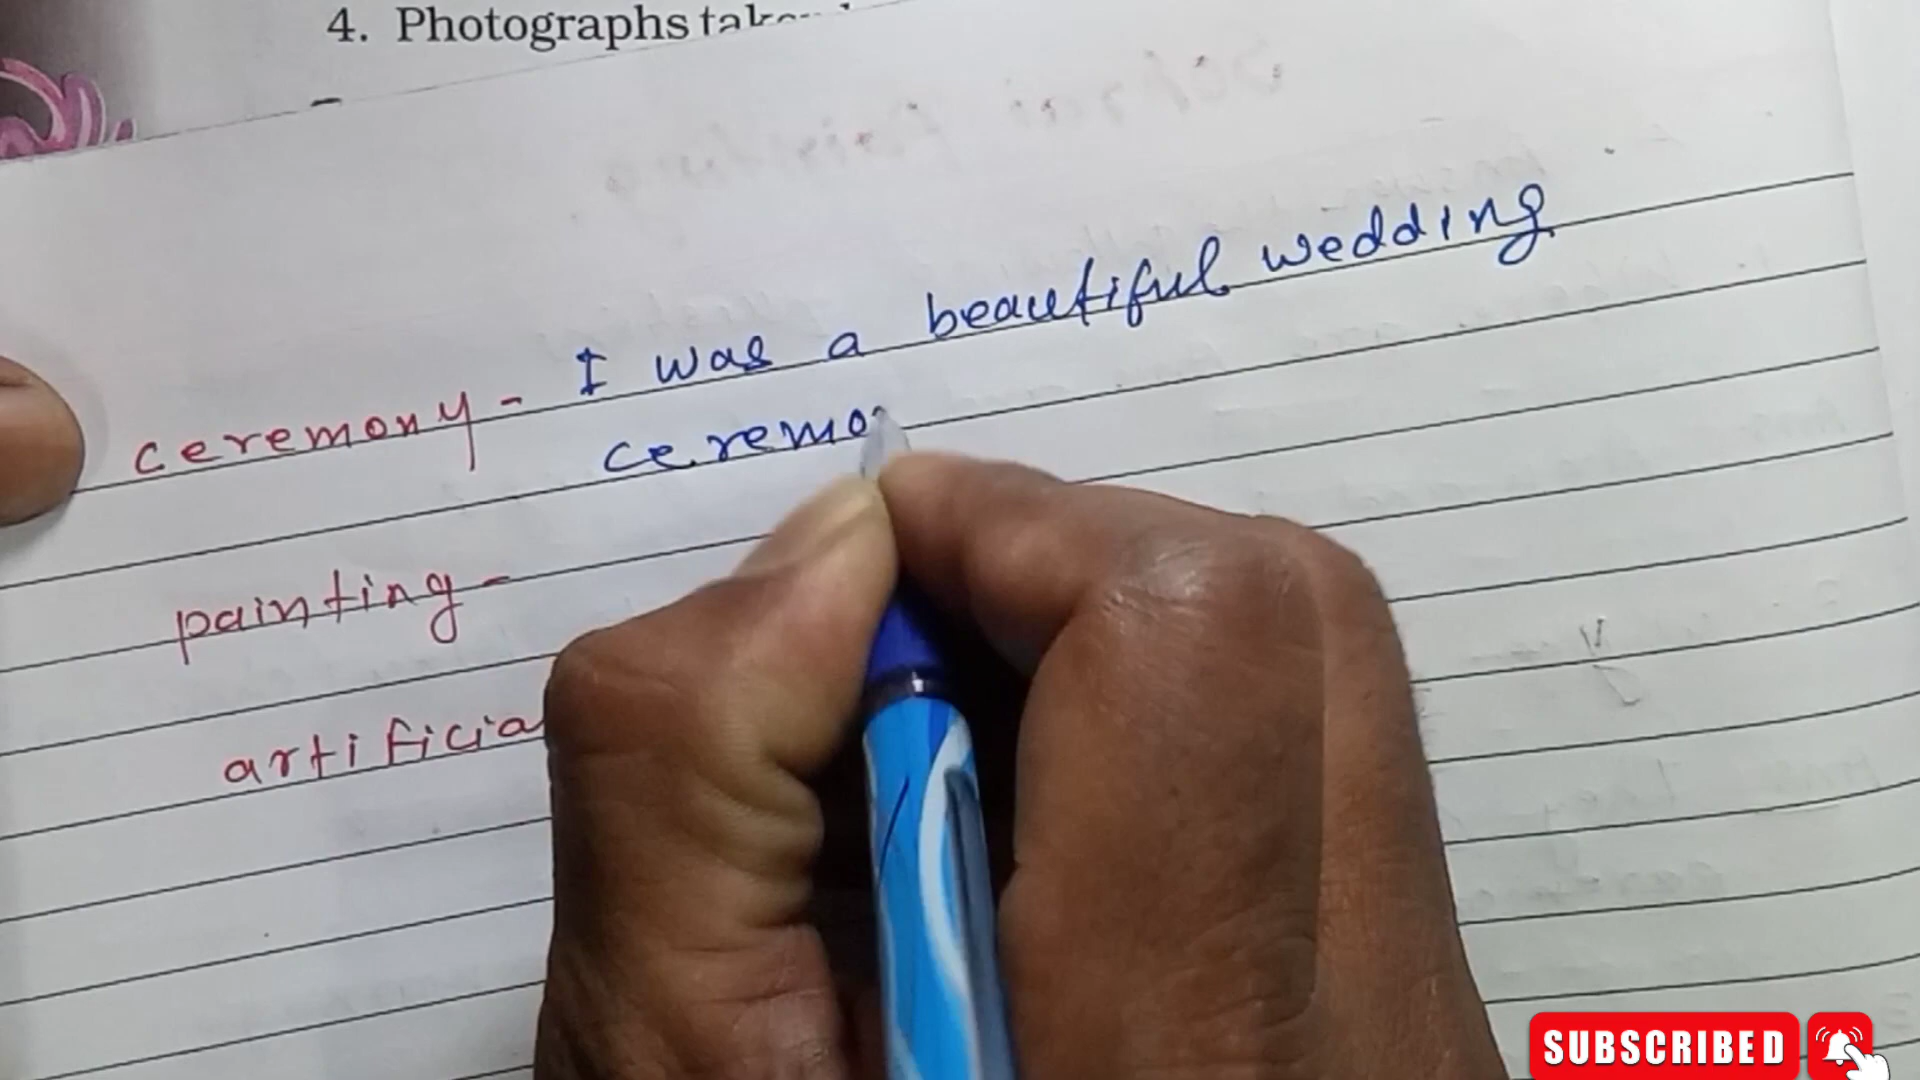 4. Photographs
ceremony - I was a beautiful wedding
ceremo
painting -
artificia
SUBSCRIBED